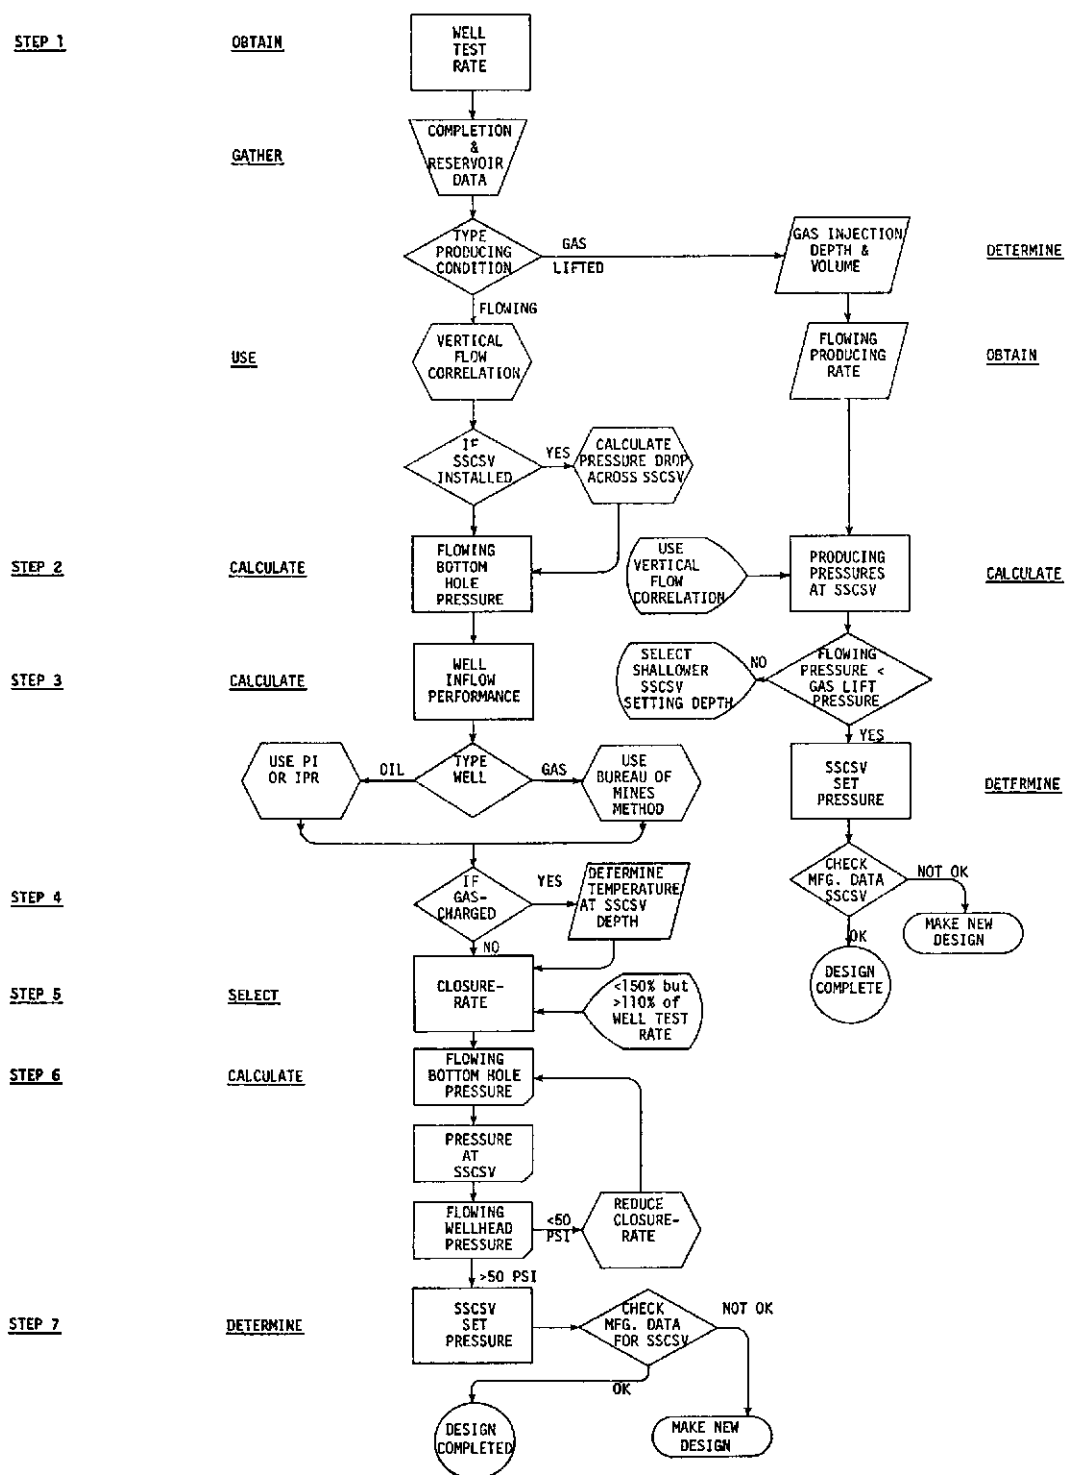 STEP 1
OBTAIN
WELL
TEST
RATE
GATHER
COMPLETION
&
RESERVOIR
DATA
TYPE
PRODUCING
CONDITION
GAS
LIFTED
GAS INJECTION
DEPTH &
VOLUME
DETERMINE
FLOWING
USE
VERTICAL
FLOW
CORRELATION
FLOWING
PRODUCING
RATE
OBTAIN
IF
SSCSV
INSTALLED
YES
CALCULATE
PRESSURE DROP
ACROSS SSCSV
STEP 2
CALCULATE
FLOWING
BOTTOM
HOLE
PRESSURE
USE
VERTICAL
FLOW
CORRELATION
PRODUCING
PRESSURES
AT SSCSV
CALCULATE
STEP 3
CALCULATE
WELL
INFLOW
PERFORMANCE
SELECT
SHALLOWER
SSCSV
SETTING DEPTH
NO
FLOWING
PRESSURE <
GAS LIFT
PRESSURE
YES
USE PI
OR IPR
OIL
TYPE
WELL
GAS
USE
BUREAU OF
MINES
METHOD
SSCSV
SET
PRESSURE
DETERMINE
STEP 4
IF
GAS-
CHARGED
YES
DETERMINE
TEMPERATURE
AT SSCSV
DEPTH
CHECK
MFG. DATA
SSCSV
NOT OK
MAKE NEW
DESIGN
OK
NO
DESIGN
COMPLETE
STEP 5
SELECT
CLOSURE-
RATE
<150% but
>110% of
WELL TEST
RATE
STEP 6
CALCULATE
FLOWING
BOTTOM HOLE
PRESSURE
PRESSURE
AT
SSCSV
FLOWING
WELLHEAD
PRESSURE
<50
PSI
REDUCE
CLOSURE-
RATE
>50 PSI
STEP 7
DETERMINE
SSCSV
SET
PRESSURE
CHECK
MFG. DATA
FOR SSCSV
NOT OK
OK
DESIGN
COMPLETED
MAKE NEW
DESIGN